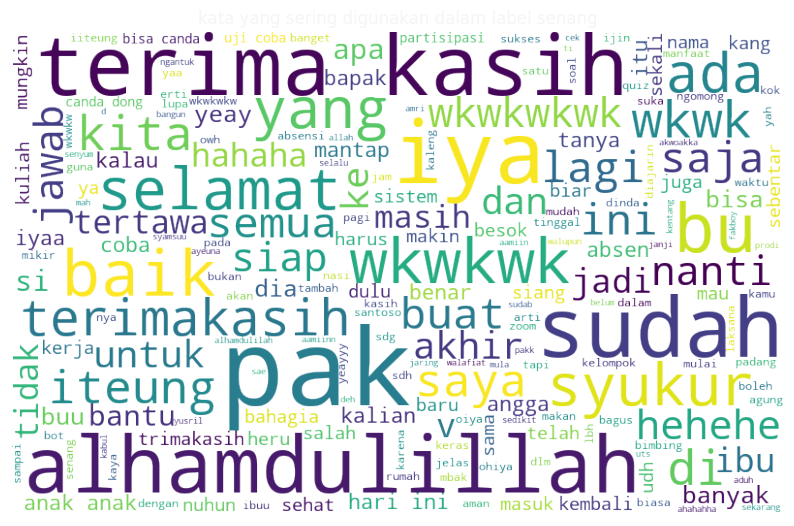 kata yang sering digunakan dalam label senang
terima kasih
iiteung bisa canda uji coba banget
partisipasi sukses cek ijin
mungkin
apa bapak itu sekali nama kang
ngantuk yaa ti satu soal manfaat
ada
canda dong erti lupa wkwkwkw
yang
quiz suka ngomong kok
kita yeay
wkwkwkwk
wkwk
yah
jawab
absensi allah
amri
kaleng
tanya
akwoakka
wkwkw d bangun
owh
hahaha mantap ke
iya
lagi saja
kuliah
senyum
guna kalau
selalu
diajarin
sebentar
ya mah
selamat
jam
sistem
biar
juga bisa waktu
dan
mudah dinda
ini
kentang
bu
fakboy
tertawa semua masih
pagi
makin besok tinggal
absen
iyaa
mikir
syamsuu
coba
pada
harus
aamiin walupun
janji
prodi
si
baik
ayeuna
bukan
siap
nasi
wkwkwk
jadi nanti
dia
akan tambah
dulu
benar
siang
belum dalam
mau kamu
laksana
terimakasih
nya
kasih
santoso
buat
sudab
zoom
arti
sudah
alhamdulilah aamiinn
yeayyy
sdg
akhir
pakk
kelompok mulai
padang
kerja
untuk
pak
sae
jaring walafiat
tapi
boleh
tidak
iteung
sdh
deh
mula
saya
syukur
agung
buu bantu
yusril
bahagia kalian
baru
oiyan
angga
makan
bagus
sedikit
hehehe
bot
trimakasih heru salah
v
sama
keras
telah
lbh
bimbing
sampai
senang
kabul
kaya
alhamdulillah
karena
jelas
ohiya
udh
di
uts
ibu
aduh
rumah
mbak
dlm
banyak
anak anak
dengan
nuhun
ibuu
sehat hari ini
aman
masuk kembali
biasa
ahahahha
sekarang